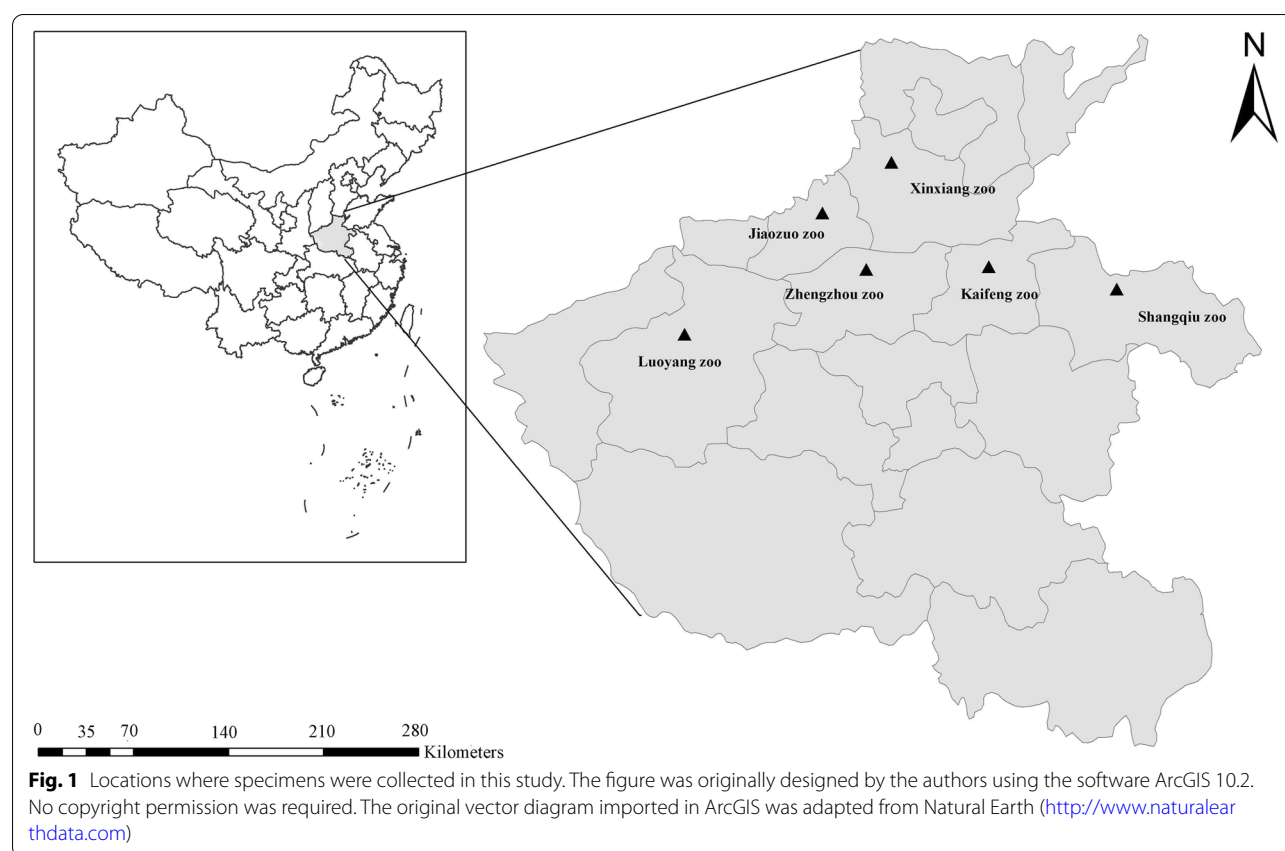 N
Xinxiang zoo
Jiaozuo zoo
Zhengzhou zoo
Kaifeng zoo
Shangqiu zoo
Luoyang zoo
0 35 70 140 210 280
Kilometers
Fig. 1 Locations where specimens were collected in this study. The figure was originally designed by the authors using the software ArcGIS 10.2.
No copyright permission was required. The original vector diagram imported in ArcGIS was adapted from Natural Earth (http://www.naturalear
thdata.com)